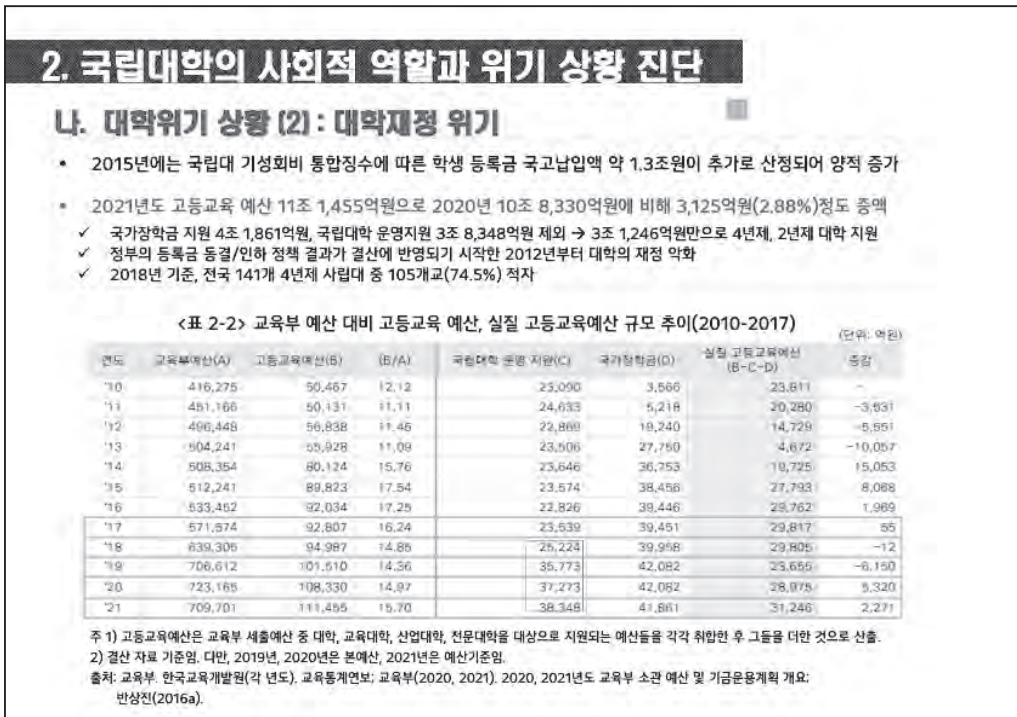 2. 국립대학의 사회적 역할과 위기 상황 진단
나. 대학위기 상황 (2) : 대학재정 위기
• 2015년에는 국립대 기성회비 통합징수에 따른 학생 등록금 국고납입액 약 1.3조원이 추가로 산정되어 양적 증가
• 2021년도 고등교육 예산 11조 1,455억원으로 2020년 10조 8,330억원에 비해 3,125억원(2.88%)정도 증액
✓ 국가장학금 지원 4조 1,861억원, 국립대학 운영지원 3조 8,348억원 제외 → 3조 1,246억원만으로 4년제, 2년제 대학 지원
✓ 정부의 등록금 동결/인하 정책 결과가 결산에 반영되기 시작한 2012년부터 대학의 재정 악화
✓ 2018년 기준, 전국 141개 4년제 사립대 중 105개교(74.5%) 적자
<표 2-2> 교육부 예산 대비 고등교육 예산, 실질 고등교육예산 규모 추이(2010-2017)
(단위: 억원)
연도 교육부예산(A) 고등교육예산(B) (B/A) 국립대학 운영 지원(C) 국가장학금(D) 실질 고등교육예산 (B-C-D) 증감
'10 416,275 50,467 12.12 23,090 3,566 23,811 -
'11 451,166 50,131 11.11 24,633 5,218 20,280 -3,531
'12 496,448 56,838 11.45 22,869 19,240 14,729 -5,551
'13 504,241 55,928 11.09 23,506 27,750 4,672 -10,057
'14 508,354 80,124 15.76 23,646 36,753 19,725 15,053
'15 512,241 89,823 17.54 23,574 38,456 27,793 8,068
'16 533,452 92,034 17.25 22,826 39,446 29,762 1,969
'17 571,574 92,807 16.24 23,539 39,451 29,817 55
'18 639,305 94,987 14.85 25,224 39,958 29,805 -12
'19 706,612 101,510 14.36 35,773 42,082 23,655 -6,150
'20 723,165 108,330 14.97 37,273 42,082 28,975 5,320
'21 709,701 111,455 15.70 38,348 41,861 31,246 2,271
주 1) 고등교육예산은 교육부 세출예산 중 대학, 교육대학, 산업대학, 전문대학을 대상으로 지원되는 예산들을 각각 취합한 후 그들을 더한 것으로 산출.
2) 결산 자료 기준임. 다만, 2019년, 2020년은 본예산, 2021년은 예산기준임.
출처: 교육부. 한국교육개발원(각 년도). 교육통계연보; 교육부(2020, 2021). 2020, 2021년도 교육부 소관 예산 및 기금운용계획 개요;
반상진(2016a).